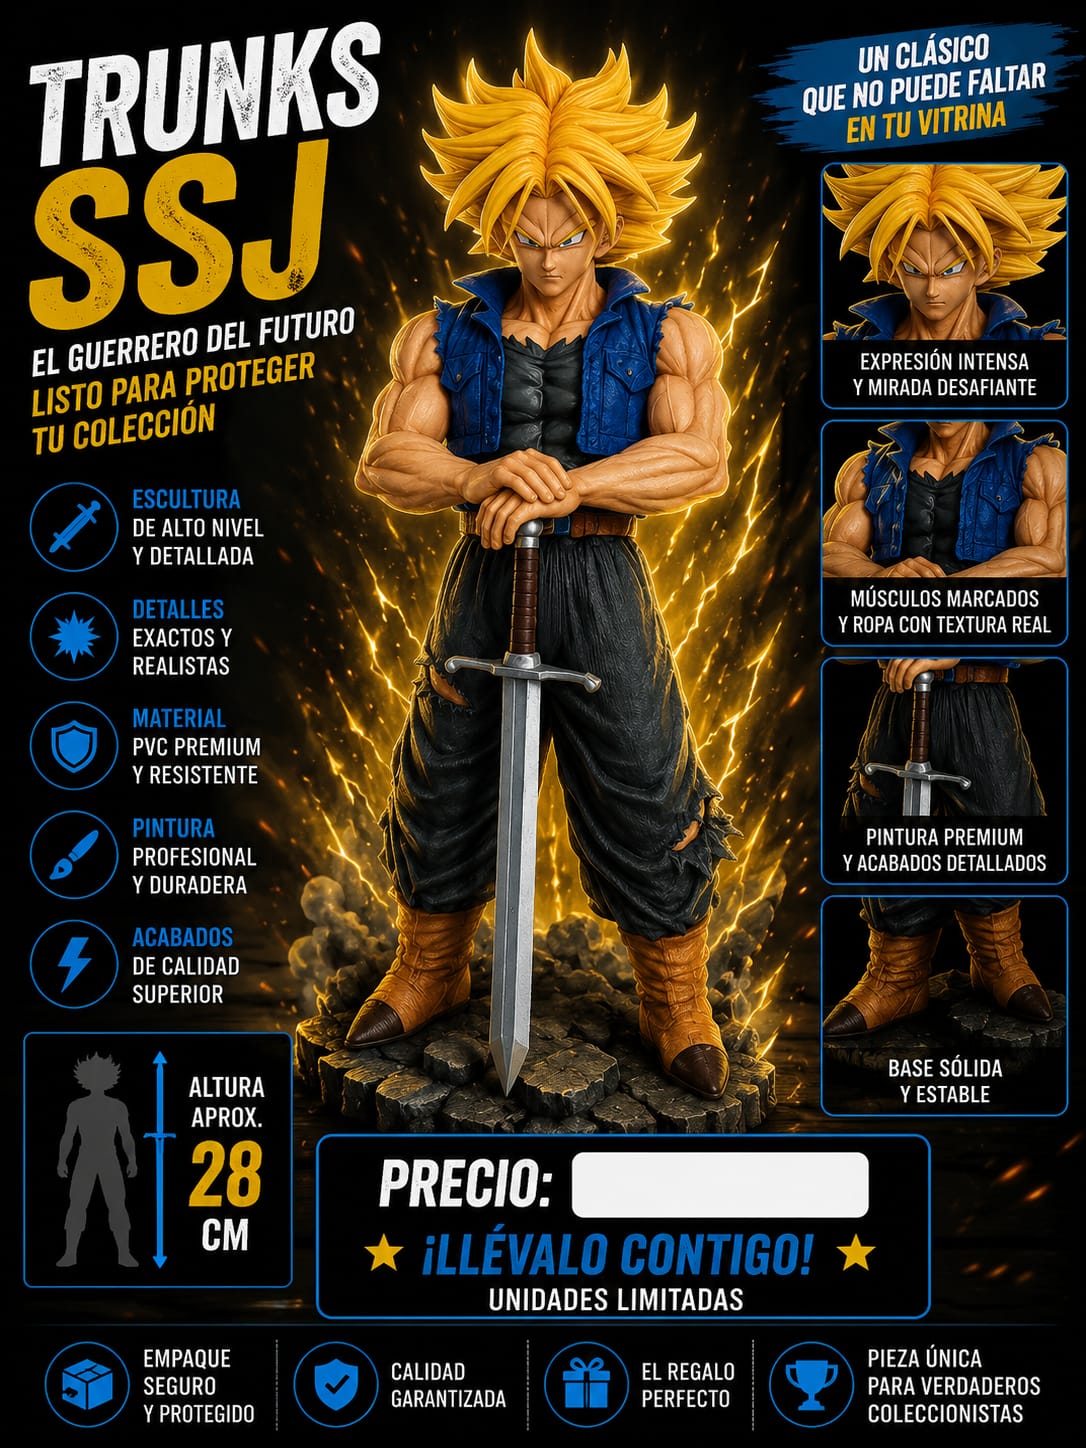 TRUNKS
SSJ
EL GUERRERO DEL FUTURO
LISTO PARA PROTEGER
TU COLECCIÓN
ESCULTURA
DE ALTO NIVEL
Y DETALLADA
DETALLES
EXACTOS Y
REALISTAS
MATERIAL
PVC PREMIUM
Y RESISTENTE
PINTURA
PROFESIONAL
Y DURADERA
ACABADOS
DE CALIDAD
SUPERIOR
ALTURA
APROX.
28
CM
UN CLÁSICO
QUE NO PUEDE FALTAR
EN TU VITRINA
EXPRESIÓN INTENSA
Y MIRADA DESAFIANTE
MÚSCULOS MARCADOS
Y ROPA CON TEXTURA REAL
PINTURA PREMIUM
Y ACABADOS DETALLADOS
BASE SÓLIDA
Y ESTABLE
PRECIO:
¡LLÉVALO CONTIGO!
UNIDADES LIMITADAS
EMPAQUE
SEGURO
Y PROTEGIDO
CALIDAD
GARANTIZADA
EL REGALO
PERFECTO
PIEZA ÚNICA
PARA VERDADEROS
COLECCIONISTAS